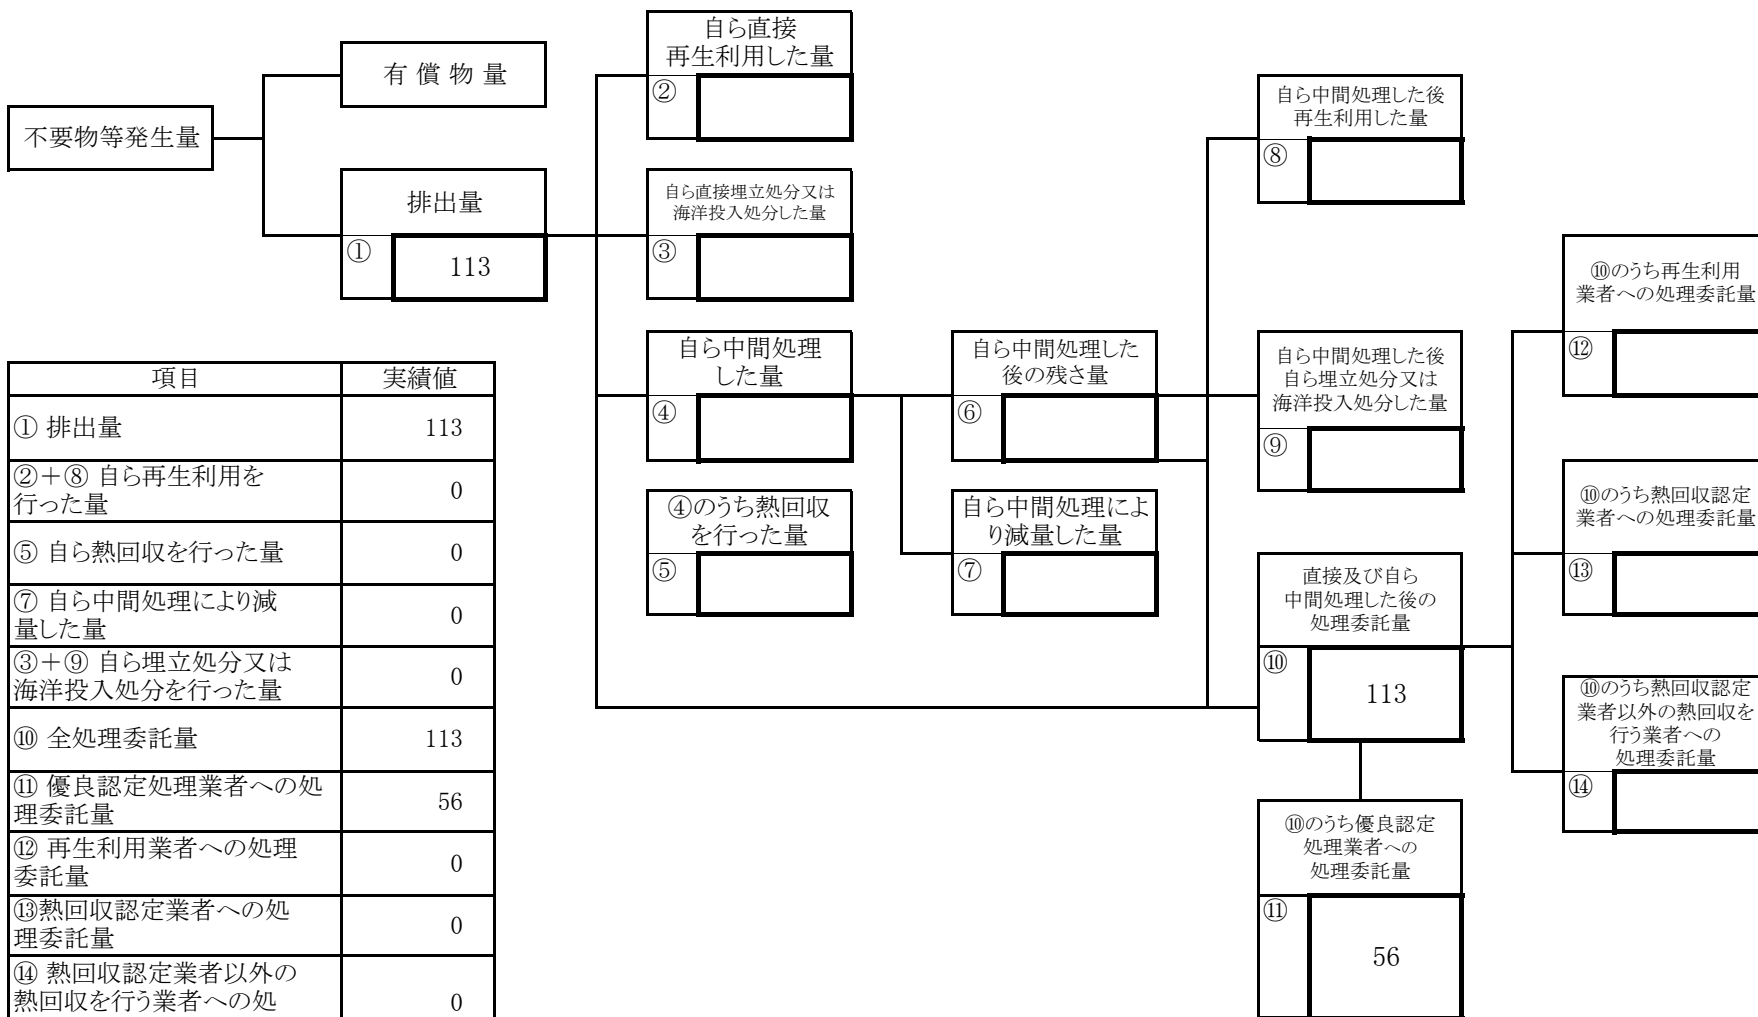 不要物等発生量
有償物量
排出量
①
113
自ら直接
再生利用した量
②
自ら直接埋立処分又は
海洋投入処分した量
③
自ら中間処理
した量
④
④のうち熱回収
を行った量
⑤
自ら中間処理した
後の残さ量
⑥
自ら中間処理によ
り減量した量
⑦
自ら中間処理した後
再生利用した量
⑧
自ら中間処理した後
自ら埋立処分又は
海洋投入処分した量
⑨
直接及び自ら
中間処理した後の
処理委託量
⑩
113
⑩のうち優良認定
処理業者への
処理委託量
⑪
56
⑩のうち再生利用
業者への処理委託量
⑫
⑩のうち熱回収認定
業者への処理委託量
⑬
⑩のうち熱回収認定
業者以外の熱回収を
行う業者への
処理委託量
⑭
項目 実績値
① 排出量 113
②+⑧ 自ら再生利用を
行った量 0
⑤ 自ら熱回収を行った量 0
⑦ 自ら中間処理により減
量した量 0
③+⑨ 自ら埋立処分又は
海洋投入処分を行った量 0
⑩ 全処理委託量 113
⑪ 優良認定処理業者への処
理委託量 56
⑫ 再生利用業者への処理
委託量 0
⑬熱回収認定業者への処
理委託量 0
⑭ 熱回収認定業者以外の
熱回収を行う業者への処 0